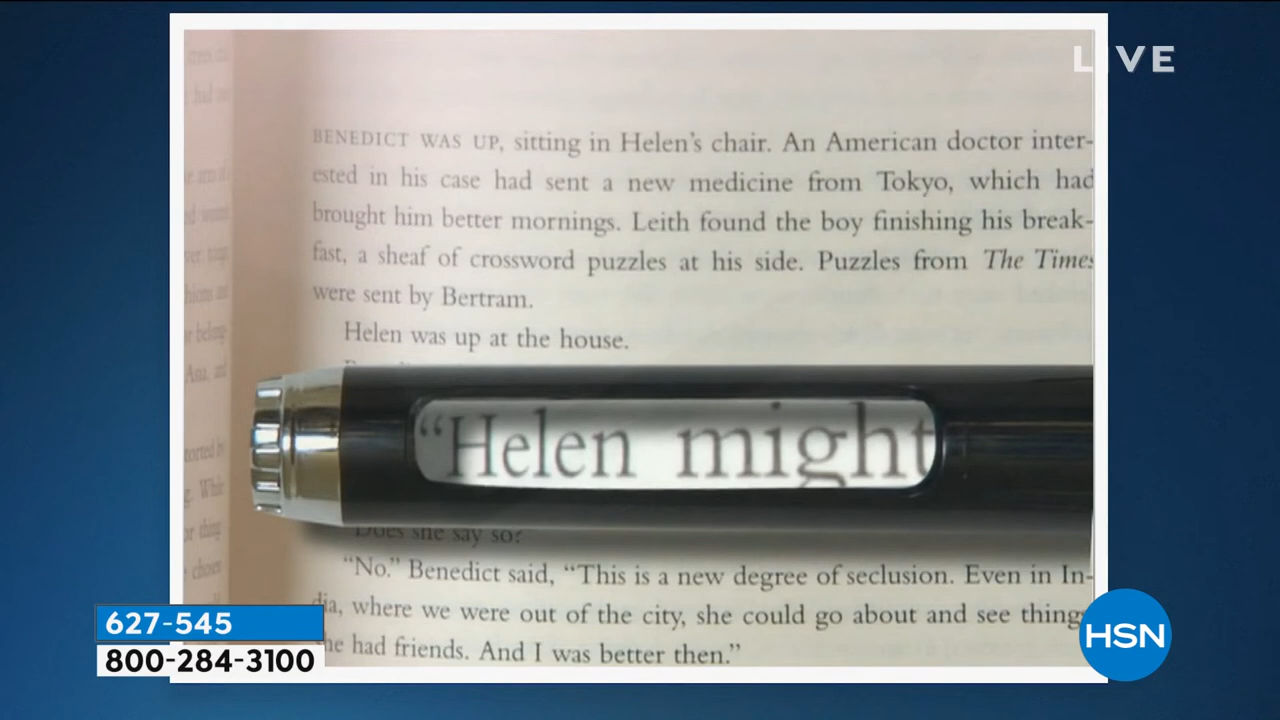 LIVE
BENEDICT WAS UP, sitting in Helen's chair. An American doctor inter-
ested in his case had sent a new medicine from Tokyo, which had
brought him better mornings. Leith found the boy finishing his break-
fast, a sheaf of crossword puzzles at his side. Puzzles from The Times
were sent by Bertram.
Helen was up at the house.
“Helen might
Does she say so?
“No.” Benedict said, “This is a new degree of seclusion. Even in In-
dia, where we were out of the city, she could go about and see things
he had friends. And I was better then.”
627-545
800-284-3100
HSN